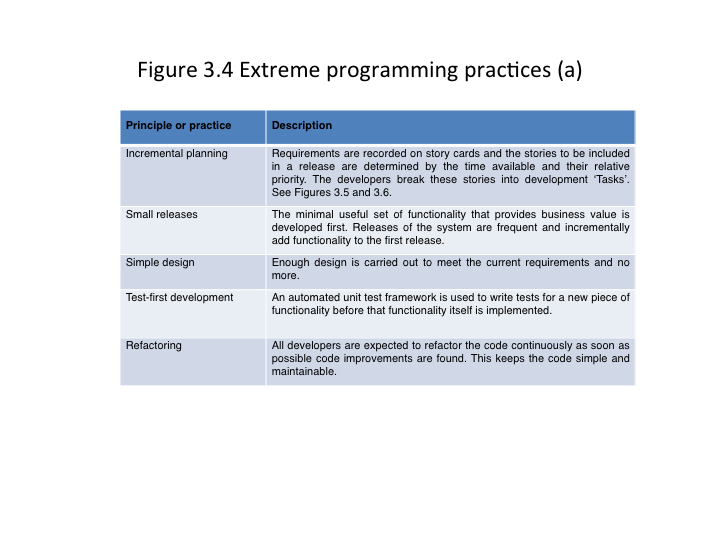 Figure 3.4 Extreme programming practices (a)
Principle or practice
Description
Incremental planning
Requirements are recorded on story cards and the stories to be included
in a release are determined by the time available and their relative
priority. The developers break these stories into development ‘Tasks’.
See Figures 3.5 and 3.6.
Small releases
The minimal useful set of functionality that provides business value is
developed first. Releases of the system are frequent and incrementally
add functionality to the first release.
Simple design
Enough design is carried out to meet the current requirements and no
more.
Test-first development
An automated unit test framework is used to write tests for a new piece of
functionality before that functionality itself is implemented.
Refactoring
All developers are expected to refactor the code continuously as soon as
possible code improvements are found. This keeps the code simple and
maintainable.